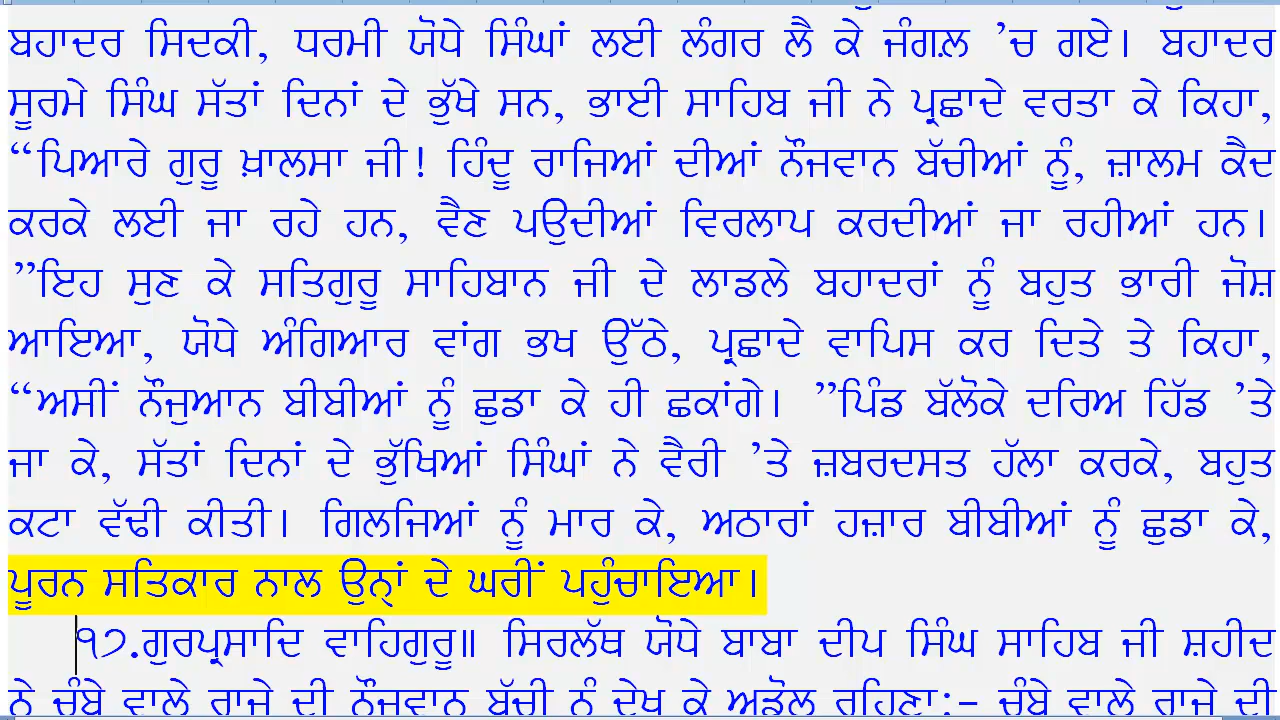 ਬਹਾਦਰ ਸਿਦਕੀ, ਧਰਮੀ ਯੋਧੇ ਸਿੰਘਾਂ ਲਈ ਲੰਗਰ ਲੈ ਕੇ ਜੰਗਲ਼ ’ਚ ਗਏ। ਬਹਾਦਰ
ਸੂਰਮੇ ਸਿੰਘ ਸੱਤਾਂ ਦਿਨਾਂ ਦੇ ਭੁੱਖੇ ਸਨ, ਭਾਈ ਸਾਹਿਬ ਜੀ ਨੇ ਪ੍ਰਛਾਦੇ ਵਰਤਾ ਕੇ ਕਿਹਾ,
“ਪਿਆਰੇ ਗੁਰੂ ਖ਼ਾਲਸਾ ਜੀ! ਹਿੰਦੂ ਰਾਜਿਆਂ ਦੀਆਂ ਨੌਜਵਾਨ ਬੱਚੀਆਂ ਨੂੰ, ਜ਼ਾਲਮ ਕੈਦ
ਕਰਕੇ ਲਈ ਜਾ ਰਹੇ ਹਨ, ਵੈਣ ਪਉਦੀਆਂ ਵਿਰਲਾਪ ਕਰਦੀਆਂ ਜਾ ਰਹੀਆਂ ਹਨ।
”ਇਹ ਸੁਣ ਕੇ ਸਤਿਗੁਰੂ ਸਾਹਿਬਾਨ ਜੀ ਦੇ ਲਾਡਲੇ ਬਹਾਦਰਾਂ ਨੂੰ ਬਹੁਤ ਭਾਰੀ ਜੋਸ਼
ਆਇਆ, ਯੋਧੇ ਅੰਗਿਆਰ ਵਾਂਗ ਭਖ ਉੱਠੇ, ਪ੍ਰਛਾਦੇ ਵਾਪਿਸ ਕਰ ਦਿਤੇ ਤੇ ਕਿਹਾ,
“ਅਸੀਂ ਨੌਜੁਆਨ ਬੀਬੀਆਂ ਨੂੰ ਛੁਡਾ ਕੇ ਹੀ ਛਕਾਂਗੇ। ”ਪਿੰਡ ਬੱਲੋਕੇ ਦਰਿਅ ਹਿੱਡ ’ਤੇ
ਜਾ ਕੇ, ਸੱਤਾਂ ਦਿਨਾਂ ਦੇ ਭੁੱਖਿਆਂ ਸਿੰਘਾਂ ਨੇ ਵੈਰੀ ’ਤੇ ਜ਼ਬਰਦਸਤ ਹੱਲਾ ਕਰਕੇ, ਬਹੁਤ
ਕਟਾ ਵੱਢੀ ਕੀਤੀ। ਗਿਲਜਿਆਂ ਨੂੰ ਮਾਰ ਕੇ, ਅਠਾਰਾਂ ਹਜ਼ਾਰ ਬੀਬੀਆਂ ਨੂੰ ਛੁਡਾ ਕੇ,
ਪੂਰਨ ਸਤਿਕਾਰ ਨਾਲ ਉਨ੍ਹਾਂ ਦੇ ਘਰੀਂ ਪਹੁੰਚਾਇਆ।
੧੭.ਗੁਰਪ੍ਰਸਾਦਿ ਵਾਹਿਗੁਰੂ॥ ਸਿਰਲੱਥ ਯੋਧੇ ਬਾਬਾ ਦੀਪ ਸਿੰਘ ਸਾਹਿਬ ਜੀ ਸ਼ਹੀਦ
ਨੇ ਚੰਬੇ ਵਾਲੇ ਰਾਜੇ ਦੀ ਨੌਜਵਾਨ ਬੱਚੀ ਨੂੰ ਦੇਖ ਕੇ ਅਡੋਲ ਰਹਿਣਾ:– ਚੰਬੇ ਵਾਲੇ ਰਾਜੇ ਦੀ